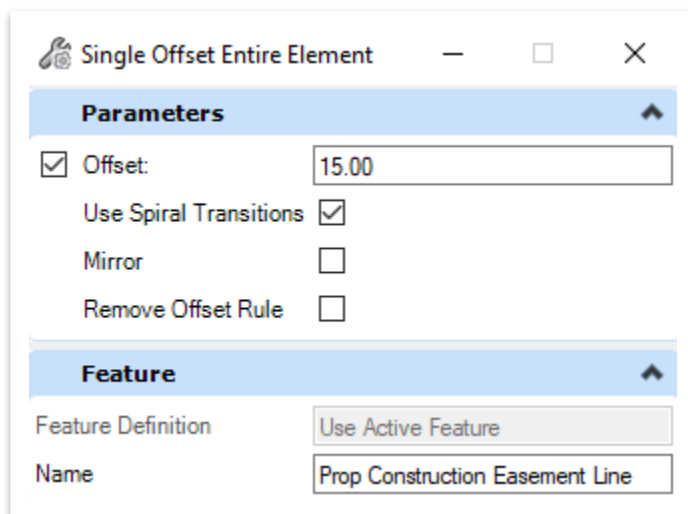 Single Offset Entire Element
Parameters
Offset: 15.00
Use Spiral Transitions
Mirror
Remove Offset Rule
Feature
Feature Definition Use Active Feature
Name Prop Construction Easement Line